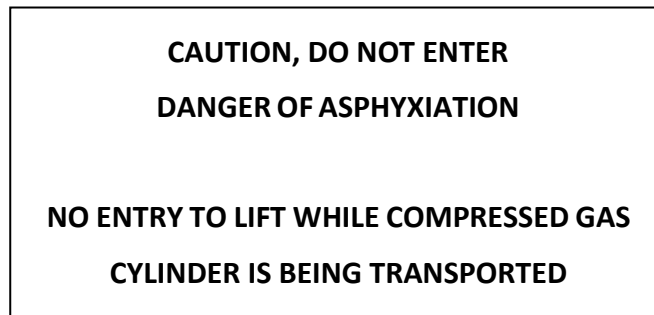 CAUTION, DO NOT ENTER
DANGER OF ASPHYXIATION
NO ENTRY TO LIFT WHILE COMPRESSED GAS
CYLINDER IS BEING TRANSPORTED